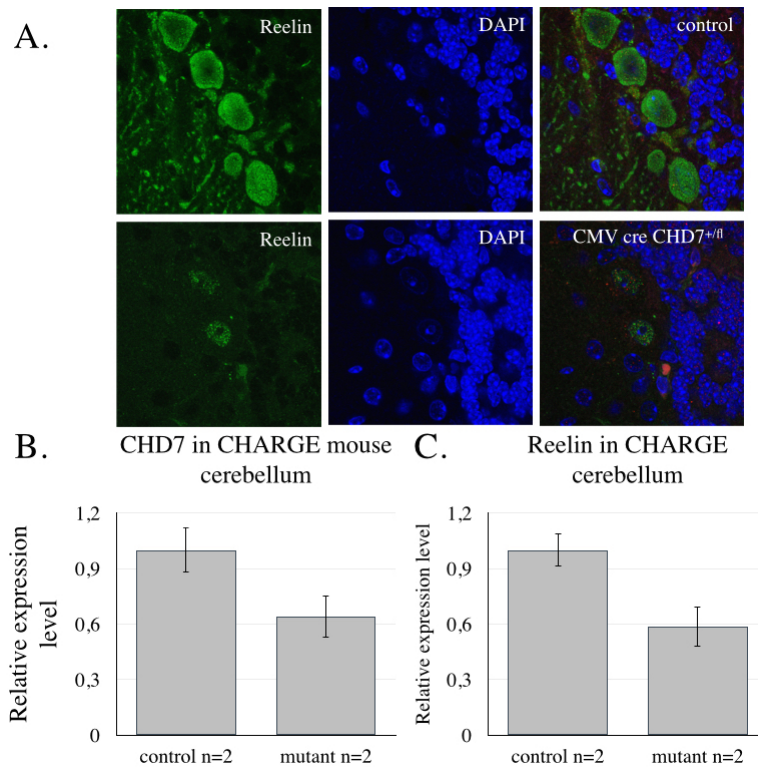 A.
Reelin
DAPI
control
Reelin
DAPI
CMV cre CHD7+/fl
B.
CHD7 in CHARGE mouse
cerebellum
Relative expression
level
1,2
0,9
0,6
0,3
0
control n=2
mutant n=2
C.
Reelin in CHARGE
cerebellum
Relative expression level
1,2
0,9
0,6
0,3
0
control n=2
mutant n=2